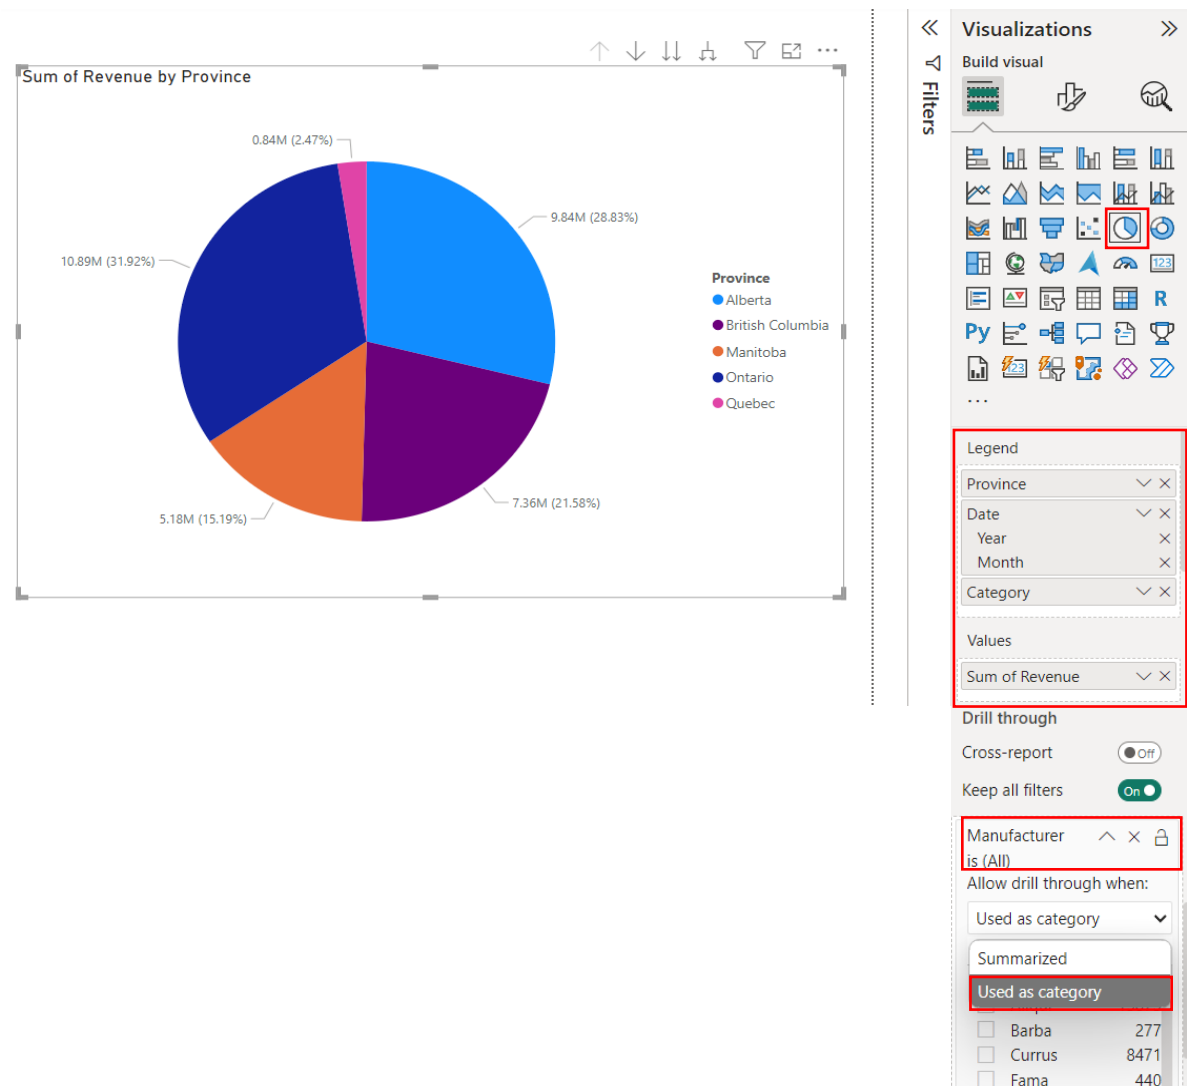 Sum of Revenue by Province
0.84M (2.47%)
9.84M (28.83%)
10.89M (31.92%)
7.36M (21.58%)
5.18M (15.19%)
Province
Alberta
British Columbia
Manitoba
Ontario
Quebec
Filters
Visualizations
Build visual
123
R
Py
123
Legend
Province
Date
Year
Month
Category
Values
Sum of Revenue
Drill through
Cross-report
Off
Keep all filters
On
Manufacturer
is (All)
Allow drill through when:
Used as category
Summarized
Used as category
Barba 277
Currus 8471
Fama 440